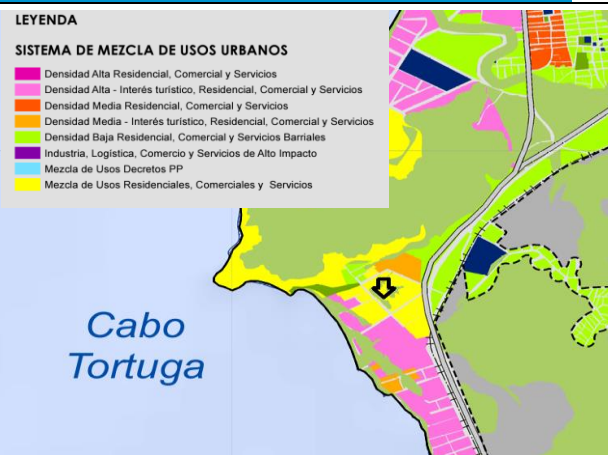 LEYENDA
SISTEMA DE MEZCLA DE USOS URBANOS
Densidad Alta Residencial, Comercial y Servicios
Densidad Alta - Interés turístico, Residencial, Comercial y Servicios
Densidad Media Residencial, Comercial y Servicios
Densidad Media - Interés turístico, Residencial, Comercial y Servicios
Densidad Baja Residencial, Comercial y Servicios Barriales
Industria, Logística, Comercio y Servicios de Alto Impacto
Mezcla de Usos Decretos PP
Mezcla de Usos Residenciales, Comerciales y Servicios
Cabo
Tortuga